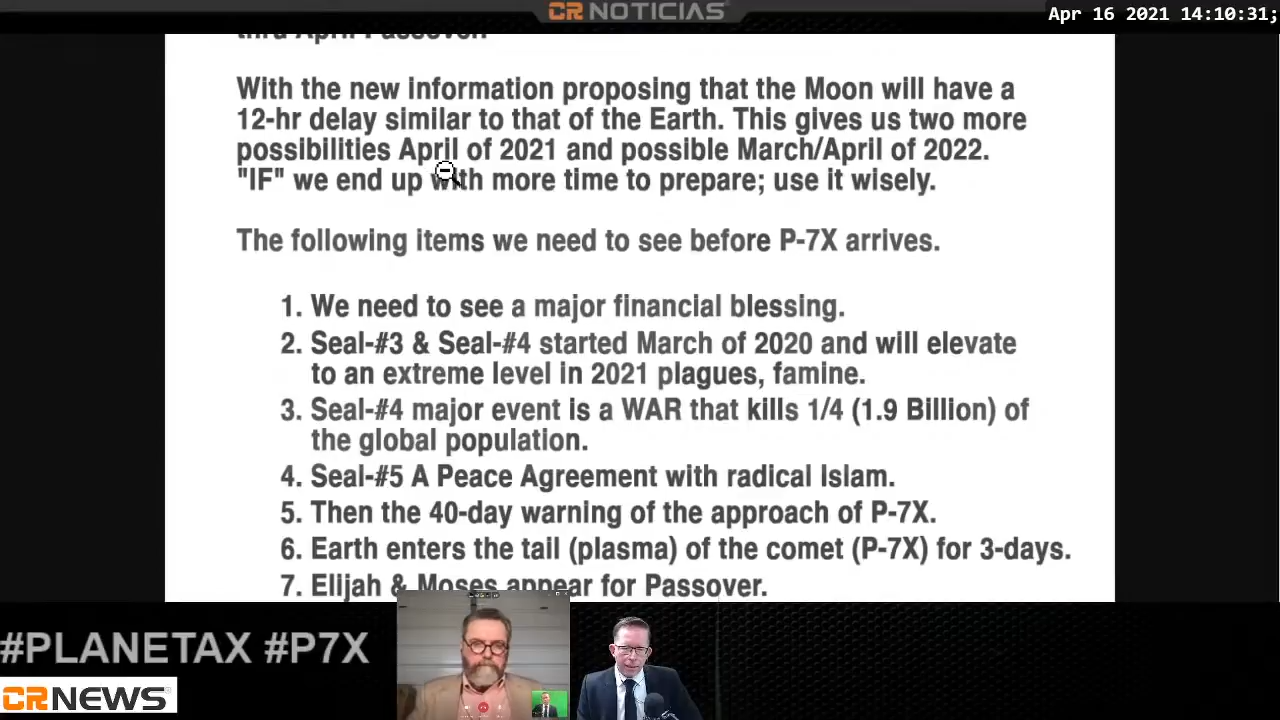 CR NOTICIAS
Apr 16 2021 14:10:31;
thru April Passover.
With the new information proposing that the Moon will have a
12-hr delay similar to that of the Earth. This gives us two more
possibilities April of 2021 and possible March/April of 2022.
"IF" we end up with more time to prepare; use it wisely.
The following items we need to see before P-7X arrives.
1. We need to see a major financial blessing.
2. Seal-#3 & Seal-#4 started March of 2020 and will elevate
to an extreme level in 2021 plagues, famine.
3. Seal-#4 major event is a WAR that kills 1/4 (1.9 Billion) of
the global population.
4. Seal-#5 A Peace Agreement with radical Islam.
5. Then the 40-day warning of the approach of P-7X.
6. Earth enters the tail (plasma) of the comet (P-7X) for 3-days.
7. Elijah & Moses appear for Passover.
#PLANETAX #P7X
CRNEWS